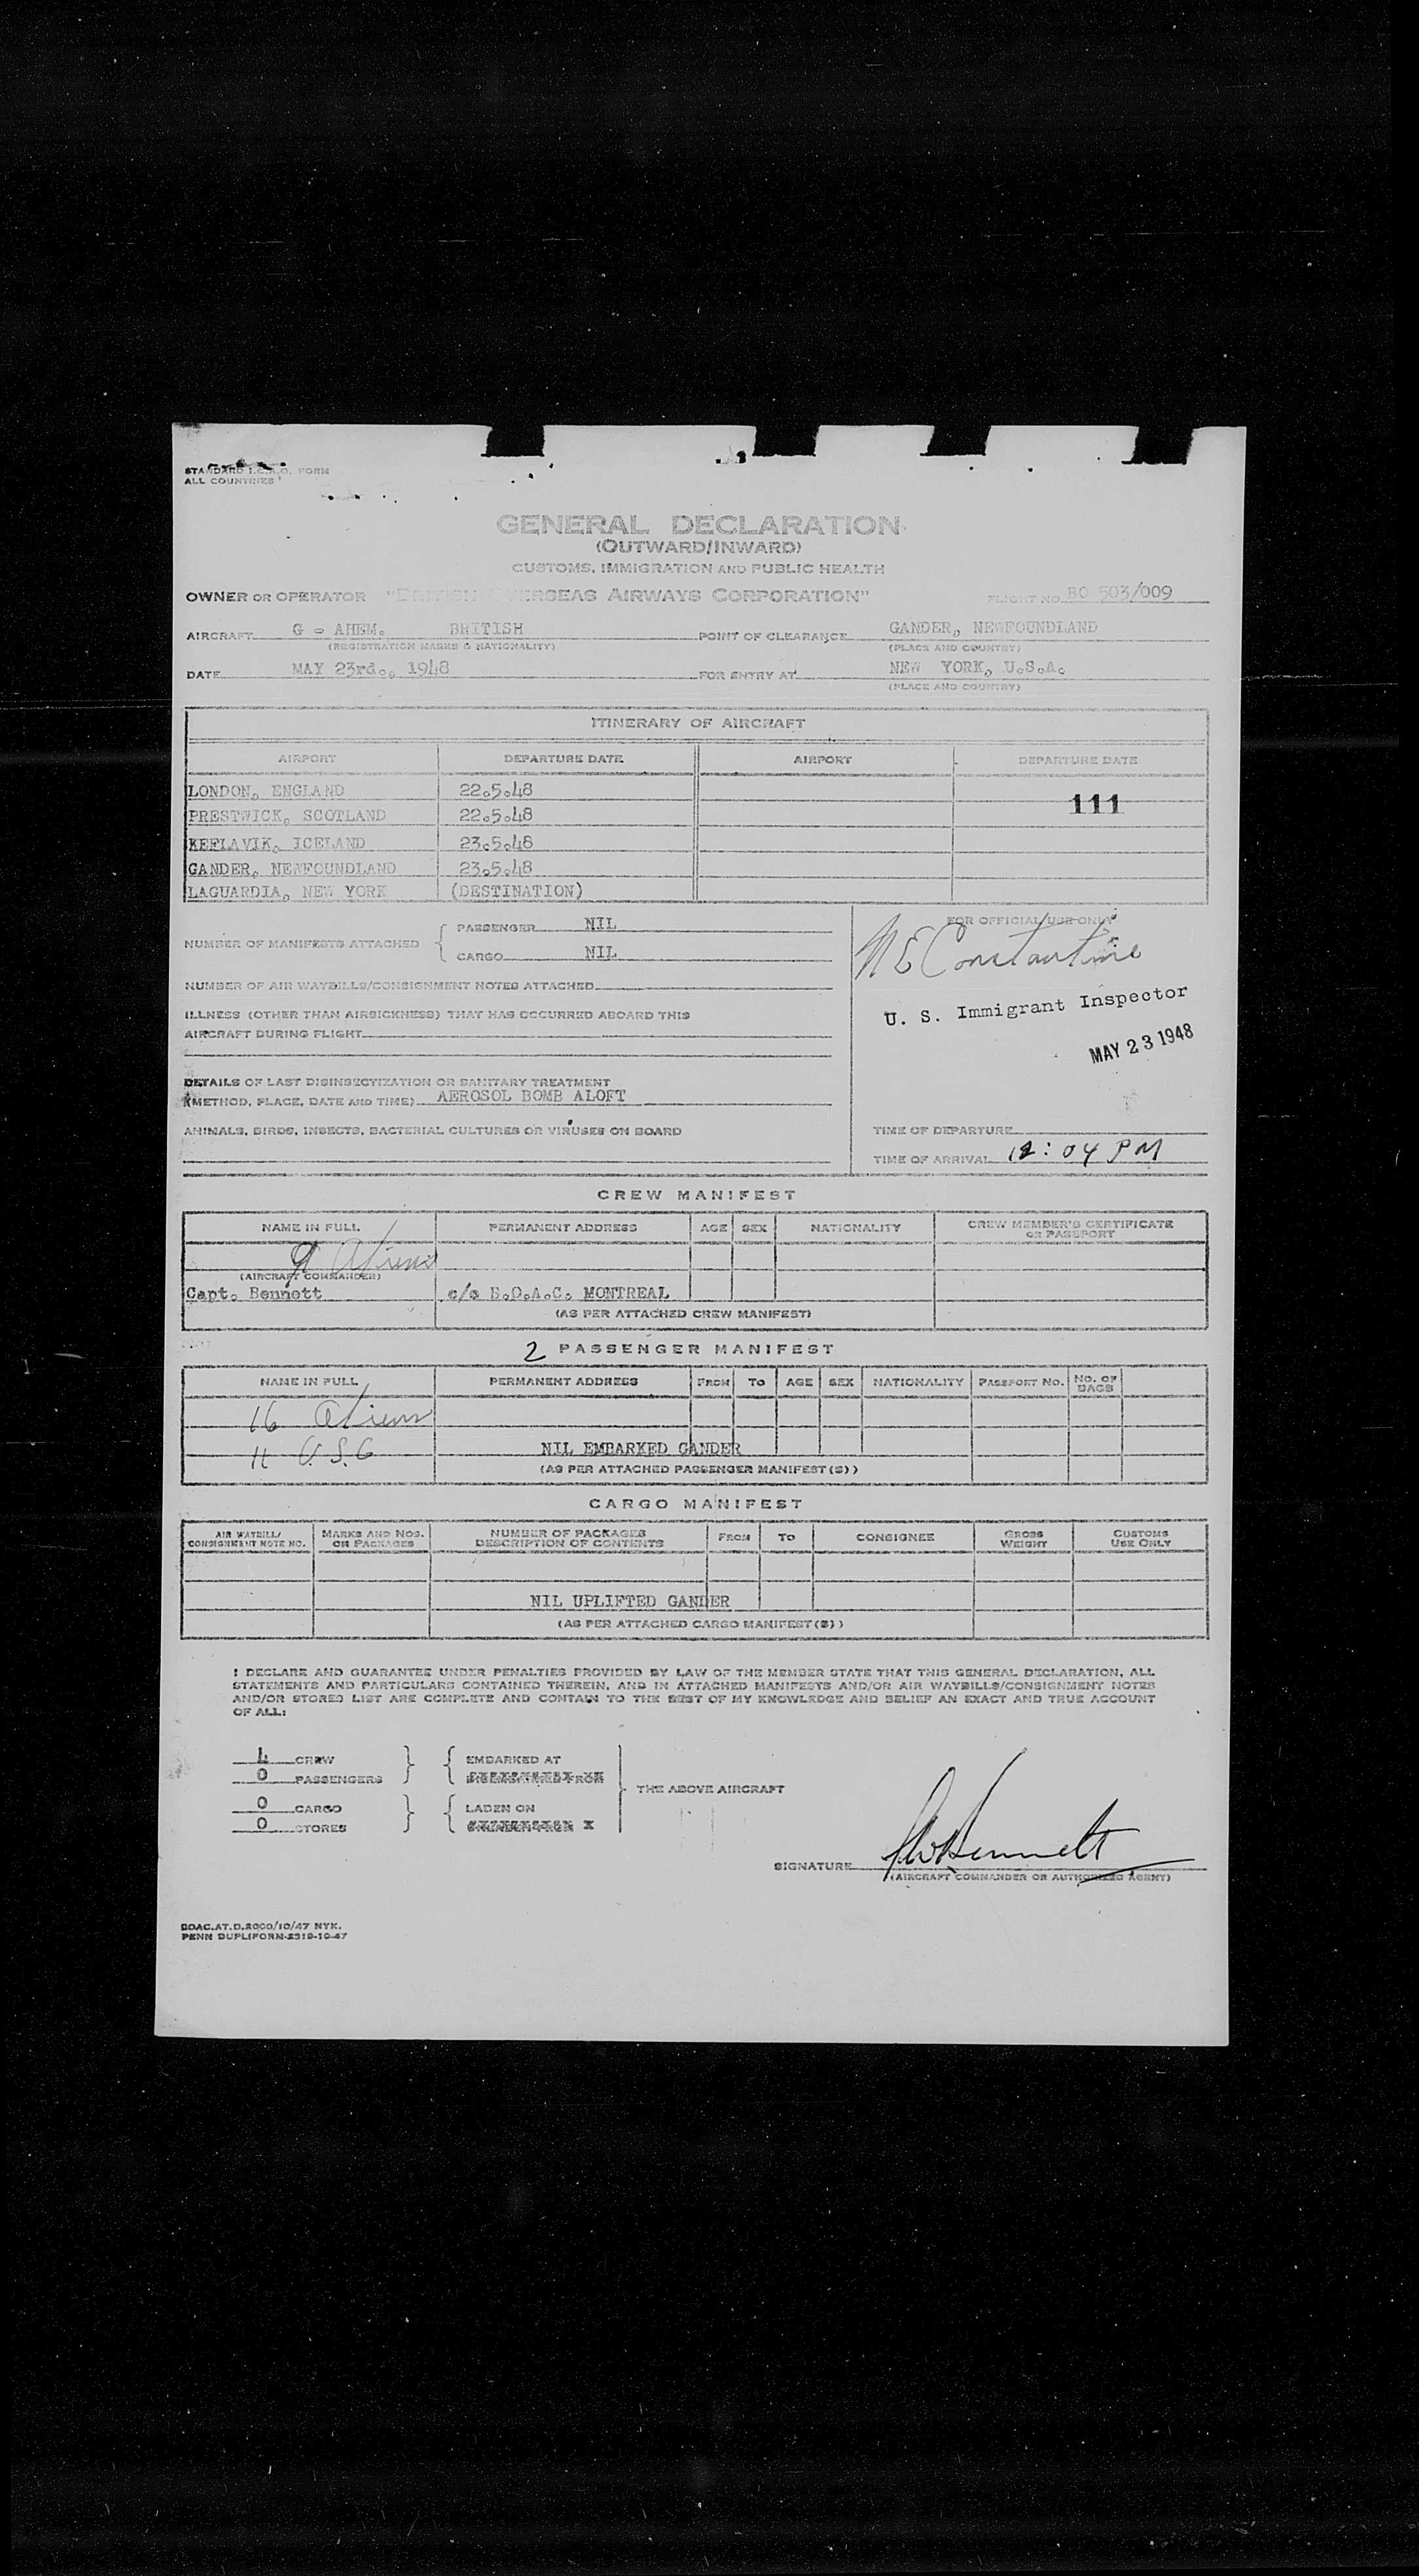 STANDARD I.C.A.O. FORM
ALL COUNTRIES
GENERAL DECLARATION
(OUTWARD/INWARD)
CUSTOMS, IMMIGRATION AND PUBLIC HEALTH
OWNER OR OPERATOR "BRITISH OVERSEAS AIRWAYS CORPORATION" FLIGHT NO. BO 503/009
AIRCRAFT G - AHEM. BRITISH POINT OF CLEARANCE GANDER, NEWFOUNDLAND
(REGISTRATION MARKS & NATIONALITY) (PLACE AND COUNTRY)
DATE MAY 23rd., 1948 FOR ENTRY AT NEW YORK, U.S.A.
(PLACE AND COUNTRY)
ITINERARY OF AIRCRAFT
AIRPORT DEPARTURE DATE AIRPORT DEPARTURE DATE
LONDON, ENGLAND 22.5.48
111
PRESTWICK, SCOTLAND 22.5.48
KEFLAVIK, ICELAND 23.5.48
GANDER, NEWFOUNDLAND 23.5.48
LAGUARDIA, NEW YORK (DESTINATION)
NUMBER OF MANIFESTS ATTACHED
PASSENGER NIL
CARGO NIL
NUMBER OF AIR WAYBILLS/CONSIGNMENT NOTES ATTACHED
ILLNESS (OTHER THAN AIRSICKNESS) THAT HAS OCCURRED ABOARD THIS
AIRCRAFT DURING FLIGHT
DETAILS OF LAST DISINSECTIZATION OR SANITARY TREATMENT
(METHOD, PLACE, DATE AND TIME) AEROSOL BOMB ALOFT
ANIMALS, BIRDS, INSECTS, BACTERIAL CULTURES OR VIRUSES ON BOARD
FOR OFFICIAL USE ONLY
N E Constantine
U. S. Immigrant Inspector
MAY 23 1948
TIME OF DEPARTURE
TIME OF ARRIVAL 12:04 PM
CREW MANIFEST
NAME IN FULL PERMANENT ADDRESS AGE SEX NATIONALITY CREW MEMBER'S CERTIFICATE
OR PASSPORT
9 Aliens
(AIRCRAFT COMMANDER)
Capt. Bennett c/o B.O.A.C. MONTREAL
(AS PER ATTACHED CREW MANIFEST)
2 PASSENGER MANIFEST
NAME IN FULL PERMANENT ADDRESS FROM TO AGE SEX NATIONALITY PASSPORT NO. NO. OF
BAGS
16 Aliens
11 U.S.C NIL EMBARKED GANDER
(AS PER ATTACHED PASSENGER MANIFEST(S))
CARGO MANIFEST
AIR WAYBILL/ MARKS AND NOS. NUMBER OF PACKAGES FROM TO CONSIGNEE GROSS CUSTOMS
CONSIGNMENT NOTE NO. ON PACKAGES DESCRIPTION OF CONTENTS WEIGHT USE ONLY
NIL UPLIFTED GANDER
(AS PER ATTACHED CARGO MANIFEST(S))
I DECLARE AND GUARANTEE UNDER PENALTIES PROVIDED BY LAW OF THE MEMBER STATE THAT THIS GENERAL DECLARATION, ALL
STATEMENTS AND PARTICULARS CONTAINED THEREIN, AND IN ATTACHED MANIFESTS AND/OR AIR WAYBILLS/CONSIGNMENT NOTES
AND/OR STORES LIST ARE COMPLETE AND CONTAIN TO THE BEST OF MY KNOWLEDGE AND BELIEF AN EXACT AND TRUE ACCOUNT
OF ALL:
4 CREW EMBARKED AT
0 PASSENGERS
THE ABOVE AIRCRAFT
0 CARGO LADEN ON
0 STORES
SIGNATURE Bennett
(AIRCRAFT COMMANDER OR AUTHORIZED AGENT)
BOAC.AT.D.2000/10/47 NYK.
PENN DUPLIFORM-2319-10-47